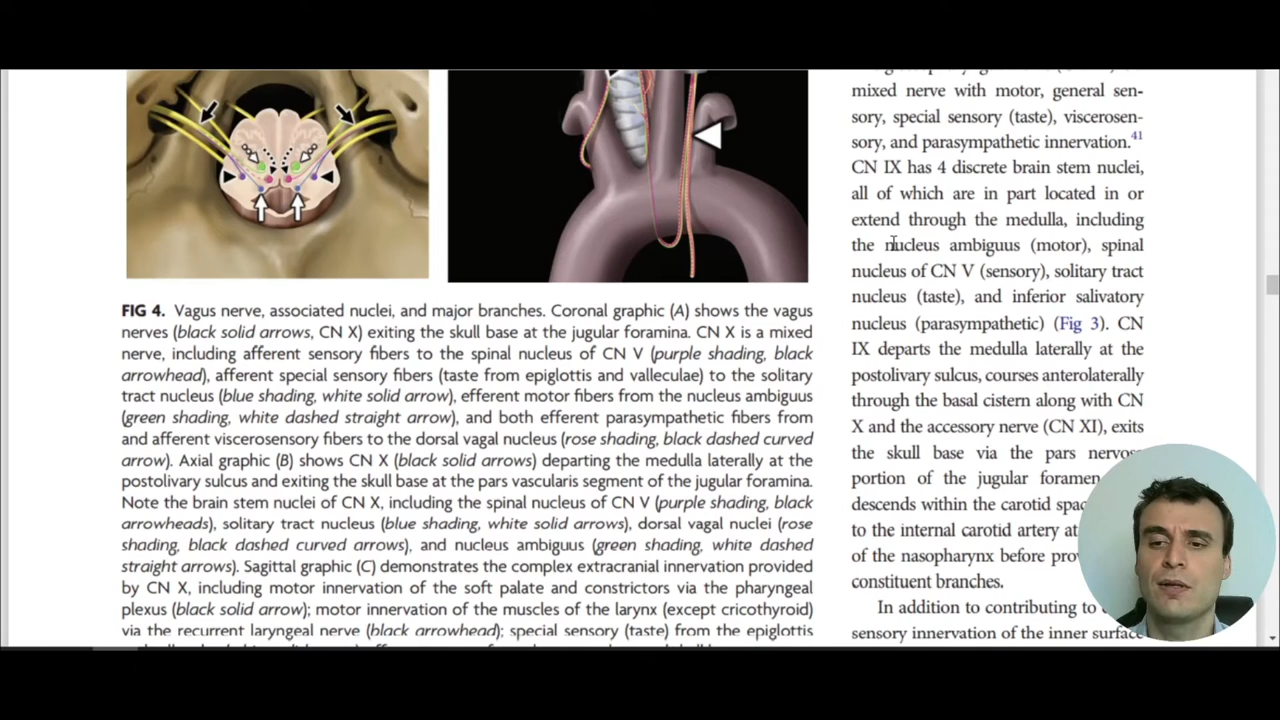 FIG 4. Vagus nerve, associated nuclei, and major branches. Coronal graphic (A) shows the vagus
nerves (black solid arrows, CN X) exiting the skull base at the jugular foramina. CN X is a mixed
nerve, including afferent sensory fibers to the spinal nucleus of CN V (purple shading, black
arrowhead), afferent special sensory fibers (taste from epiglottis and valleculae) to the solitary
tract nucleus (blue shading, white solid arrow), efferent motor fibers from the nucleus ambiguus
(green shading, white dashed straight arrow), and both efferent parasympathetic fibers from
and afferent viscerosensory fibers to the dorsal vagal nucleus (rose shading, black dashed curved
arrow). Axial graphic (B) shows CN X (black solid arrows) departing the medulla laterally at the
postolivary sulcus and exiting the skull base at the pars vascularis segment of the jugular foramina.
Note the brain stem nuclei of CN X, including the spinal nucleus of CN V (purple shading, black
arrowheads), solitary tract nucleus (blue shading, white solid arrows), dorsal vagal nuclei (rose
shading, black dashed curved arrows), and nucleus ambiguus (green shading, white dashed
straight arrows). Sagittal graphic (C) demonstrates the complex extracranial innervation provided
by CN X, including motor innervation of the soft palate and constrictors via the pharyngeal
plexus (black solid arrow); motor innervation of the muscles of the larynx (except cricothyroid)
via the recurrent laryngeal nerve (black arrowhead); special sensory (taste) from the epiglottis
mixed nerve with motor, general sen-
sory, special sensory (taste), viscerosen-
sory, and parasympathetic innervation.41
CN IX has 4 discrete brain stem nuclei,
all of which are in part located in or
extend through the medulla, including
the nucleus ambiguus (motor), spinal
nucleus of CN V (sensory), solitary tract
nucleus (taste), and inferior salivatory
nucleus (parasympathetic) (Fig 3). CN
IX departs the medulla laterally at the
postolivary sulcus, courses anterolaterally
through the basal cistern along with CN
X and the accessory nerve (CN XI), exits
the skull base via the pars nervosa
portion of the jugular foramen
descends within the carotid
to the internal carotid artery at
of the nasopharynx before
constituent branches.
In addition to contributing to
sensory innervation of the inner surface